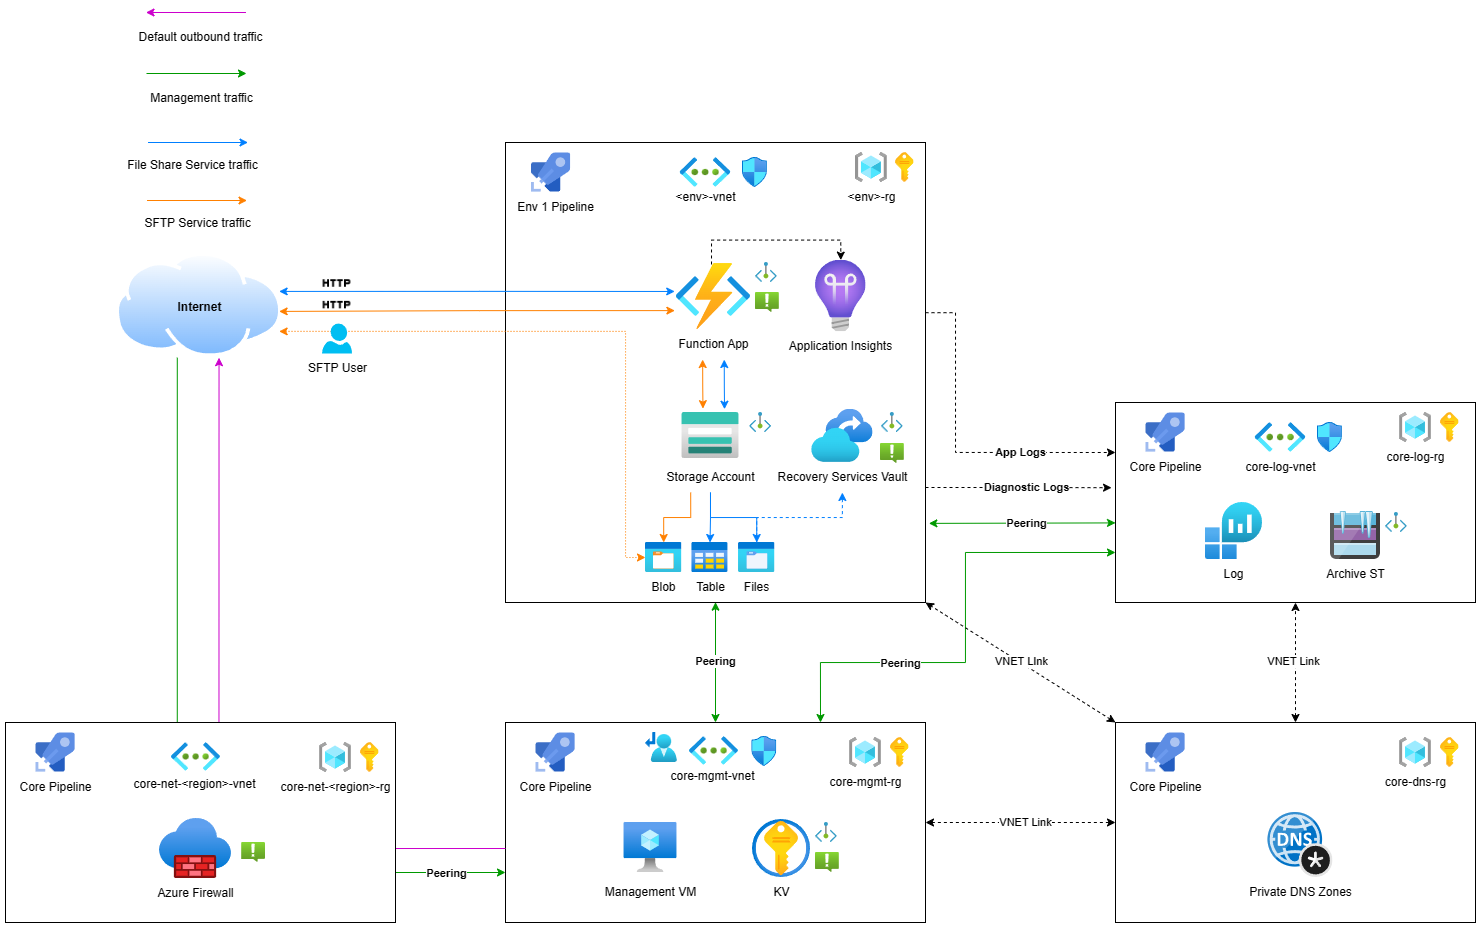 Default outbound traffic
Management traffic
File Share Service traffic
SFTP Service traffic
Internet
HTTP
HTTP
SFTP User
Env 1 Pipeline
<env>-vnet
<env>-rg
Function App
Application Insights
Storage Account
Recovery Services Vault
Blob
Table
Files
App Logs
Diagnostic Logs
Peering
Core Pipeline
core-log-vnet
core-log-rg
Log
Archive ST
Peering
Peering
VNET LInk
VNET Link
Core Pipeline
core-net-<region>-vnet
core-net-<region>-rg
Azure Firewall
Peering
Core Pipeline
core-mgmt-vnet
core-mgmt-rg
Management VM
KV
VNET Link
Core Pipeline
core-dns-rg
DNS
Private DNS Zones